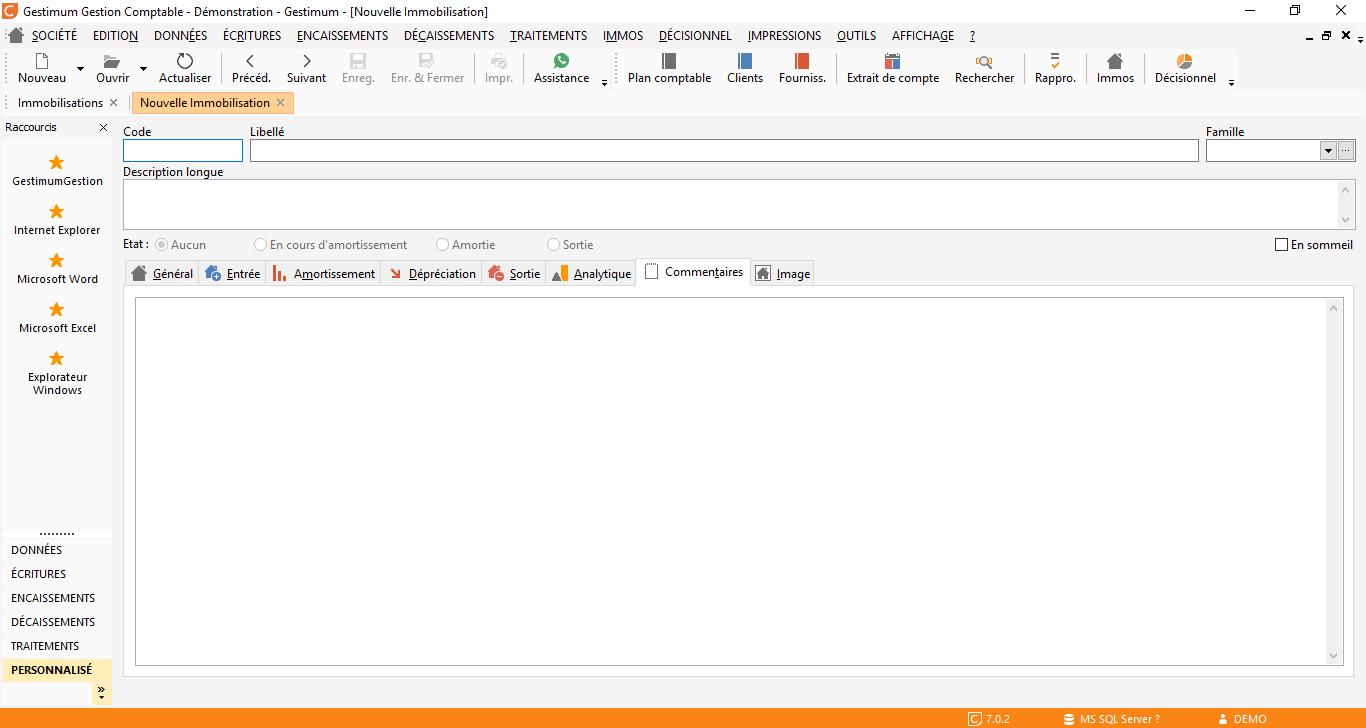 Gestimum Gestion Comptable - Démonstration - Gestimum - [Nouvelle Immobilisation]
SOCIÉTÉ EDITION DONNÉES ÉCRITURES ENCAISSEMENTS DÉCAISSEMENTS TRAITEMENTS IMMOS DÉCISIONNEL IMPRESSIONS OUTILS AFFICHAGE ?
Nouveau Ouvrir Actualiser Précéd. Suivant Enreg. Enr. & Fermer Impr. Assistance Plan comptable Clients Fourniss. Extrait de compte Rechercher Rappro. Immos Décisionnel
Immobilisations Nouvelle Immobilisation
Raccourcis
GestimumGestion
Internet Explorer
Microsoft Word
Microsoft Excel
Explorateur
Windows
DONNÉES
ÉCRITURES
ENCAISSEMENTS
DÉCAISSEMENTS
TRAITEMENTS
PERSONNALISÉ
Code Libellé Famille
Description longue
Etat : Aucun En cours d'amortissement Amortie Sortie En sommeil
Général Entrée Amortissement Dépréciation Sortie Analytique Commentaires Image
7.0.2 MS SQL Server ? DEMO